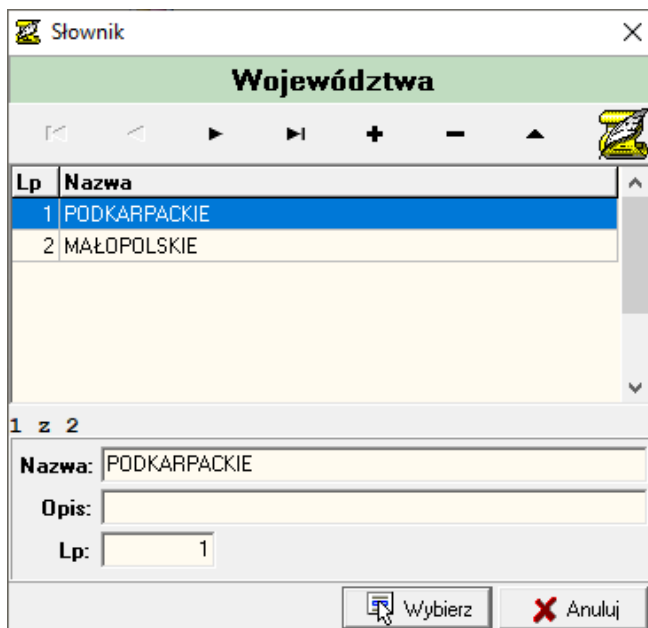 Słownik
Województwa
Lp Nazwa
1 PODKARPACKIE
2 MAŁOPOLSKIE
1 z 2
Nazwa: PODKARPACKIE
Opis:
Lp: 1
Wybierz Anuluj